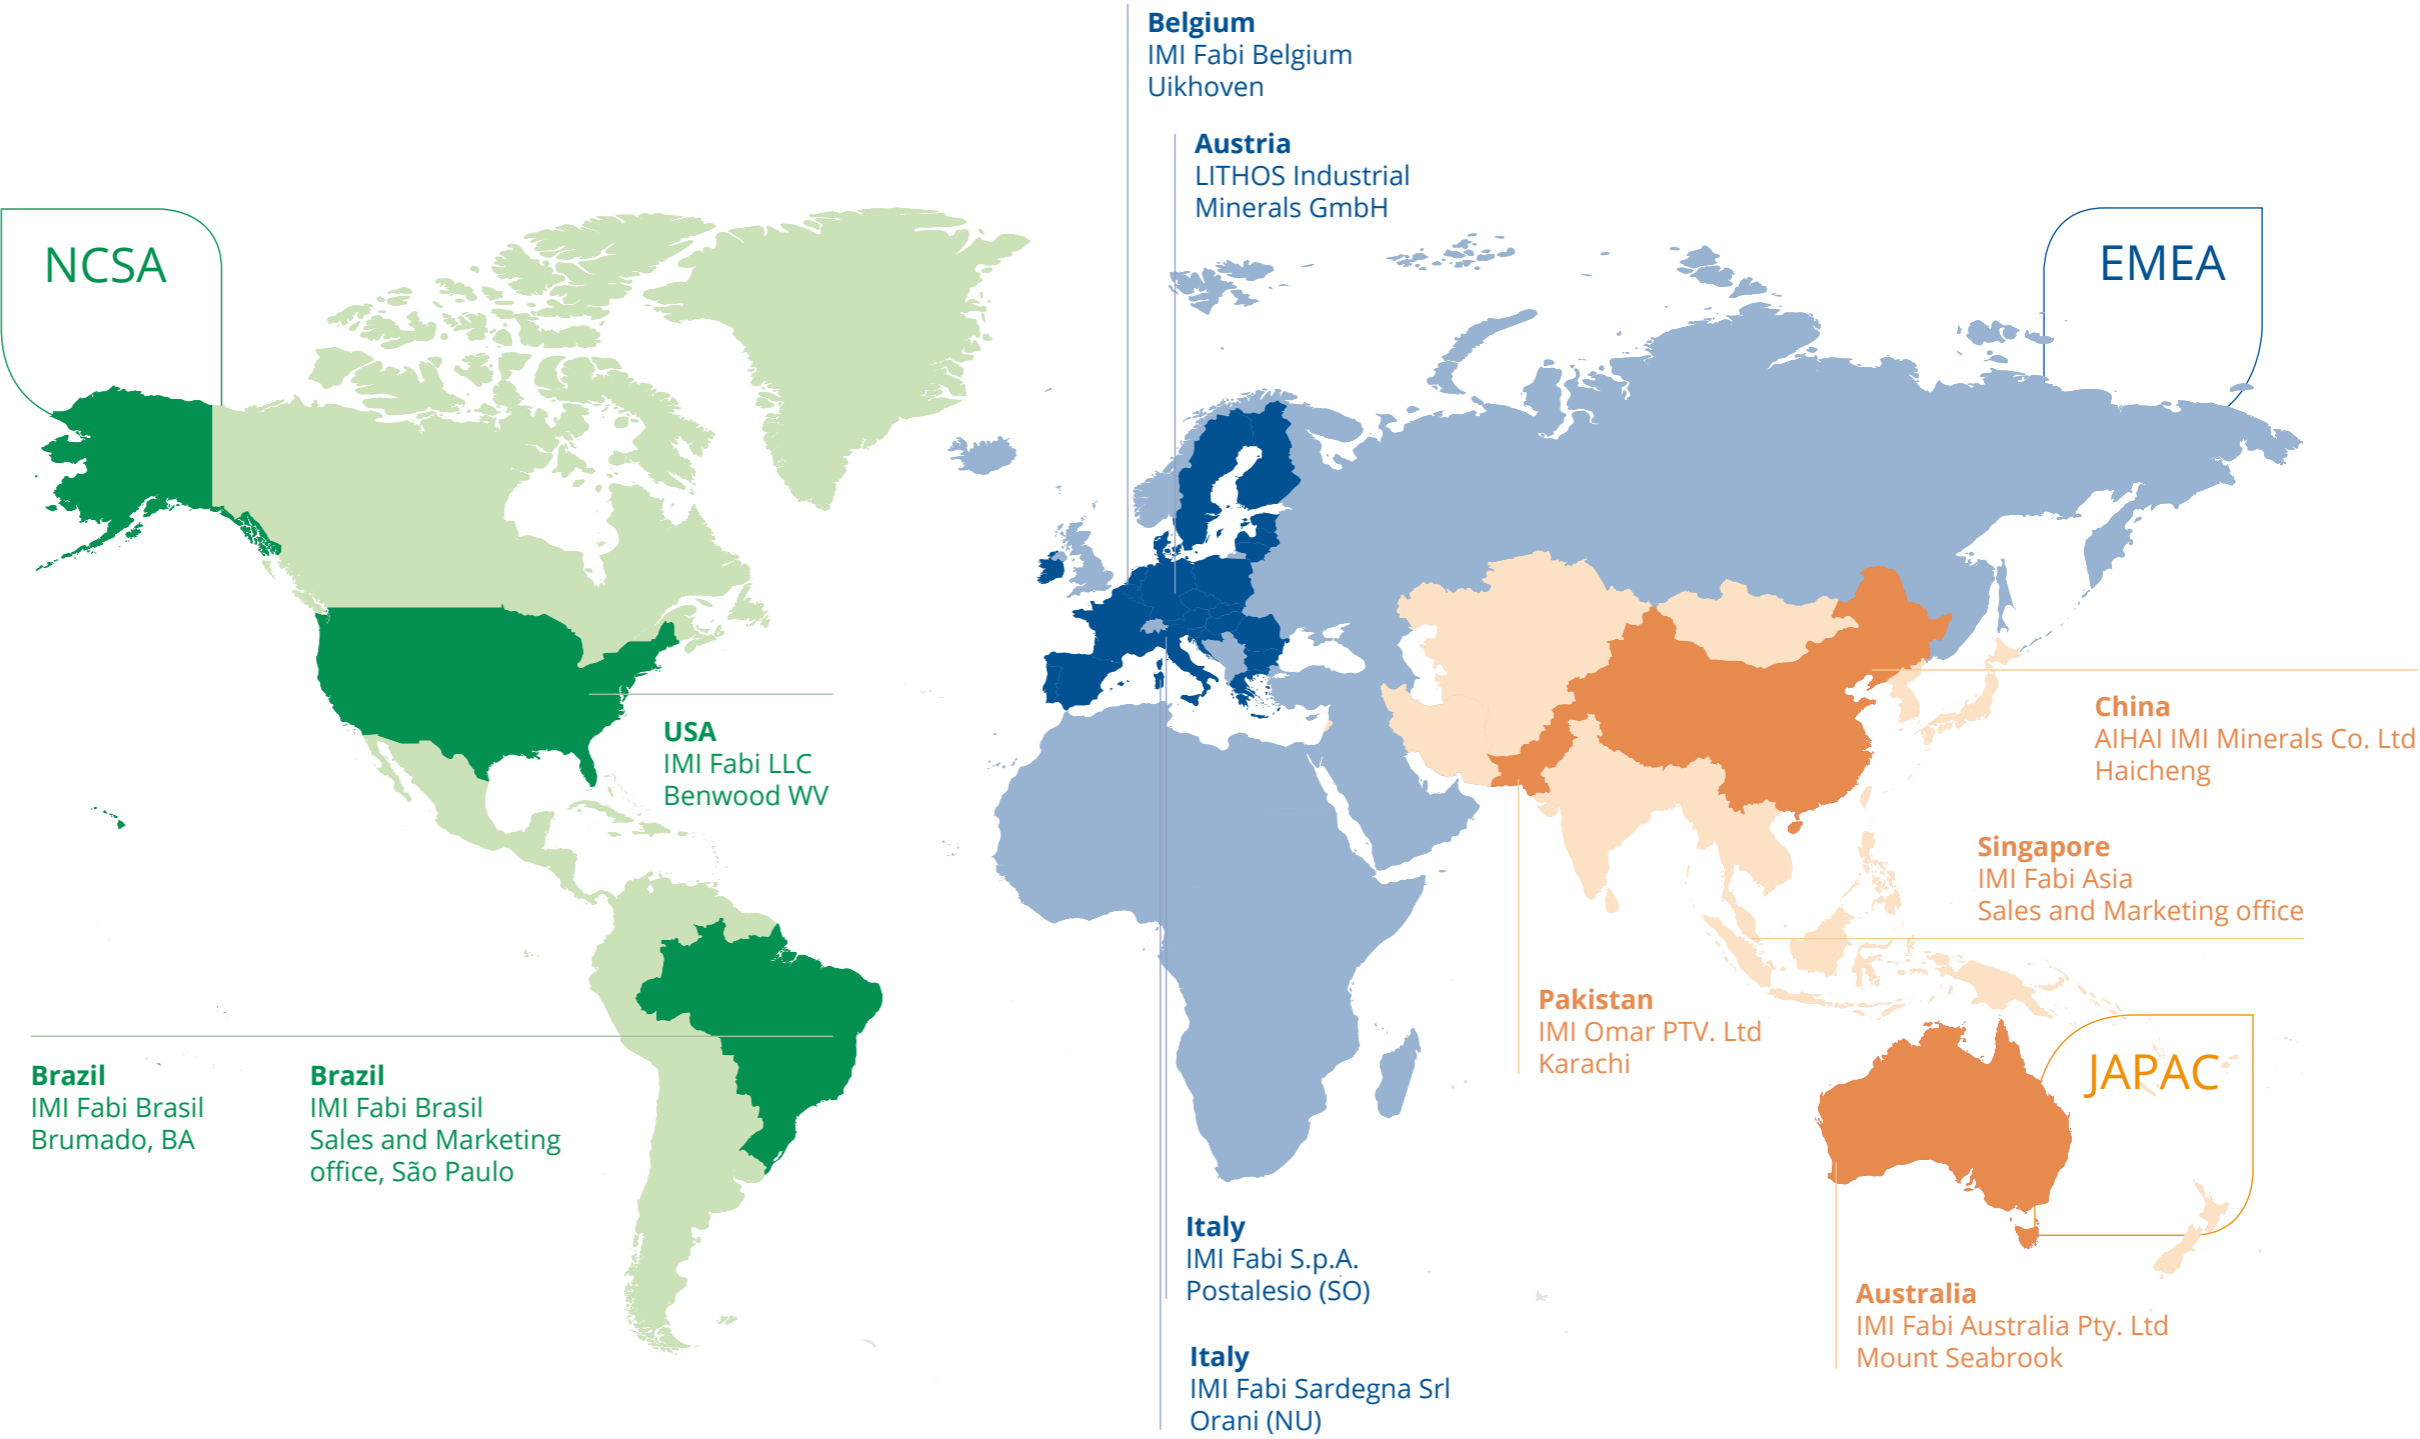 Belgium
IMI Fabi Belgium
Uikhoven
Austria
LITHOS Industrial
Minerals GmbH
NCSA
EMEA
USA
IMI Fabi LLC
Benwood WV
China
AIHAI IMI Minerals Co. Ltd
Haicheng
Singapore
IMI Fabi Asia
Sales and Marketing office
Pakistan
IMI Omar PTV. Ltd
Karachi
JAPAC
Brazil
IMI Fabi Brasil
Brumado, BA
Brazil
IMI Fabi Brasil
Sales and Marketing
office, São Paulo
Italy
IMI Fabi S.p.A.
Postalesio (SO)
Australia
IMI Fabi Australia Pty. Ltd
Mount Seabrook
Italy
IMI Fabi Sardegna Srl
Orani (NU)